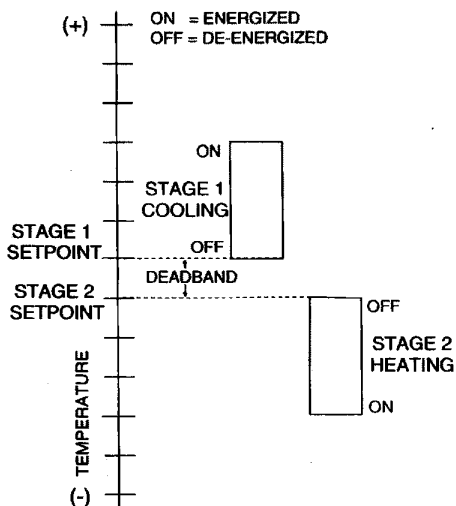 (+)
ON = ENERGIZED
OFF = DE-ENERGIZED
ON
STAGE 1
COOLING
STAGE 1
SETPOINT
OFF
DEADBAND
STAGE 2
SETPOINT
OFF
STAGE 2
HEATING
ON
TEMPERATURE
(-)